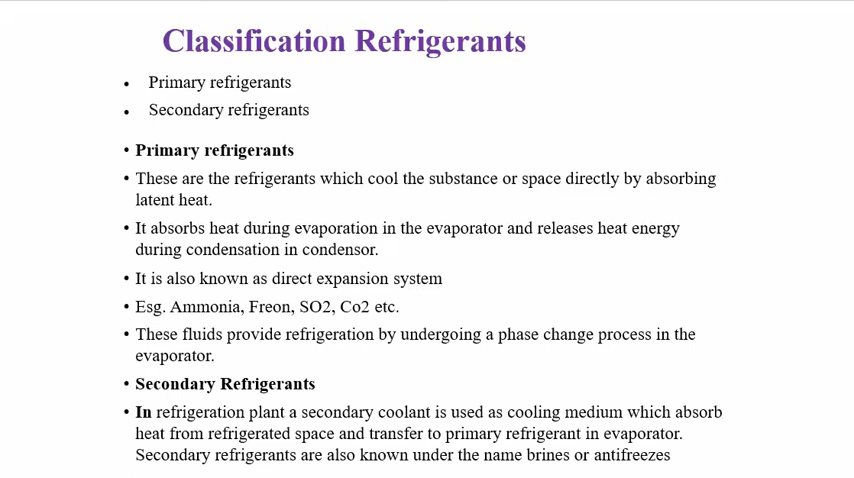 Classification Refrigerants
• Primary refrigerants
• Secondary refrigerants
• Primary refrigerants
• These are the refrigerants which cool the substance or space directly by absorbing
latent heat.
• It absorbs heat during evaporation in the evaporator and releases heat energy
during condensation in condensor.
• It is also known as direct expansion system
• Esg. Ammonia, Freon, SO2, Co2 etc.
• These fluids provide refrigeration by undergoing a phase change process in the
evaporator.
• Secondary Refrigerants
• In refrigeration plant a secondary coolant is used as cooling medium which absorb
heat from refrigerated space and transfer to primary refrigerant in evaporator.
Secondary refrigerants are also known under the name brines or antifreezes